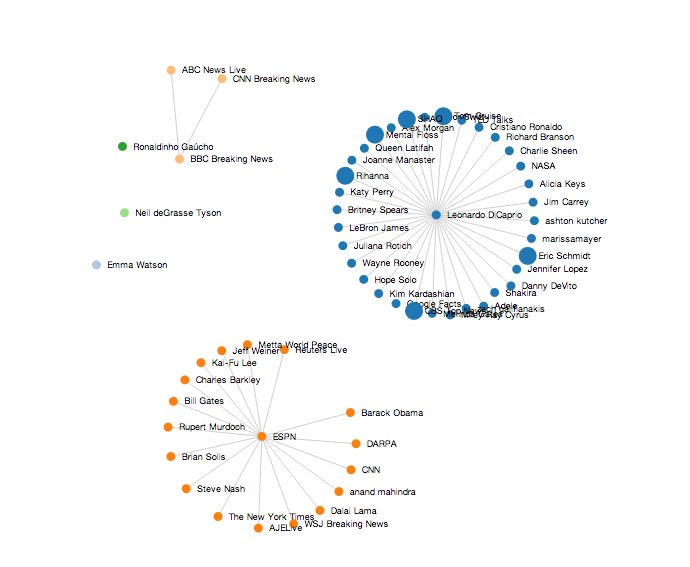 ABC News Live
CNN Breaking News
BBC Breaking News
Ronaldinho Gaúcho
Neil deGrasse Tyson
Emma Watson
SHAQ
Tom Cruise
TED Talks
Alex Morgan
Cristiano Ronaldo
Mental Floss
Richard Branson
Queen Latifah
Charlie Sheen
Joanne Manaster
NASA
Rihanna
Alicia Keys
Katy Perry
Jim Carrey
Britney Spears
Leonardo DiCaprio
ashton kutcher
LeBron James
marissamayer
Juliana Rotich
Eric Schmidt
Wayne Rooney
Jennifer Lopez
Hope Solo
Danny DeVito
Kim Kardashian
Shakira
Google Facts
Adele
Metta World Peace
Jeff Weiner
Reuters Live
Kai-Fu Lee
Charles Barkley
Bill Gates
Barack Obama
Rupert Murdoch
ESPN
DARPA
Brian Solis
CNN
Steve Nash
anand mahindra
Dalai Lama
The New York Times
WSJ Breaking News
AJELive